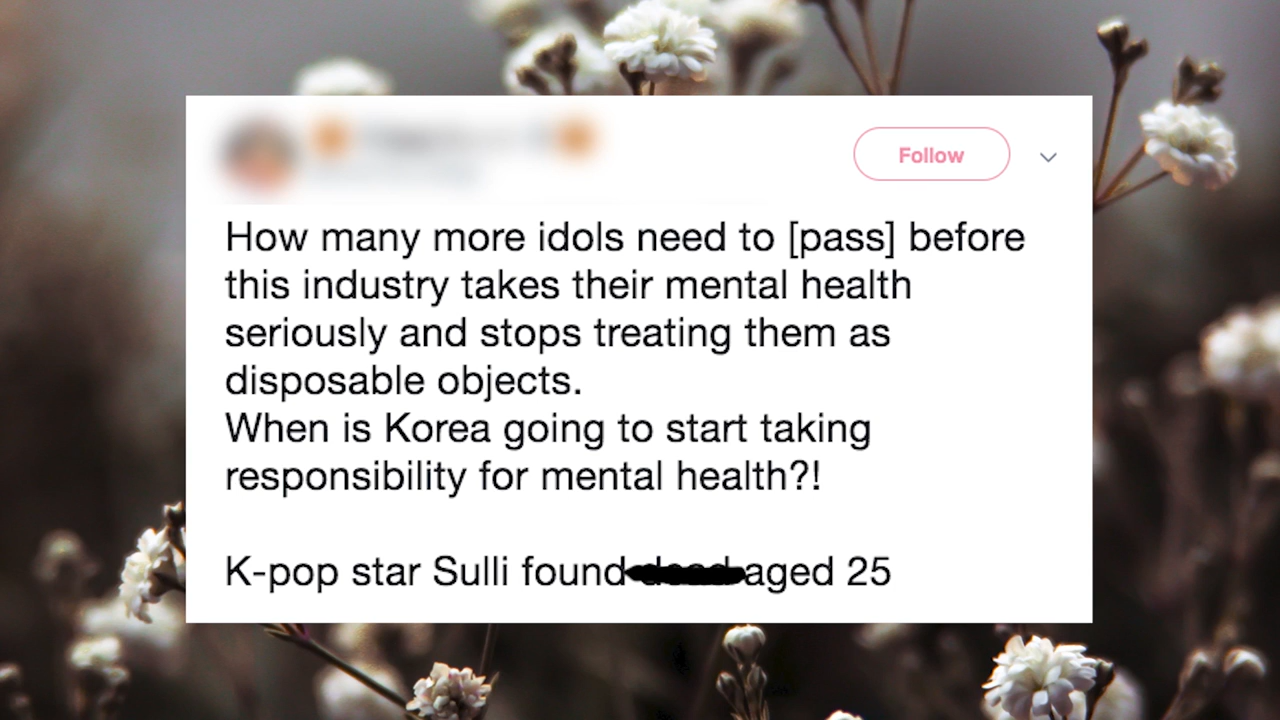 Follow
How many more idols need to [pass] before
this industry takes their mental health
seriously and stops treating them as
disposable objects.
When is Korea going to start taking
responsibility for mental health?!
K-pop star Sulli found aged 25